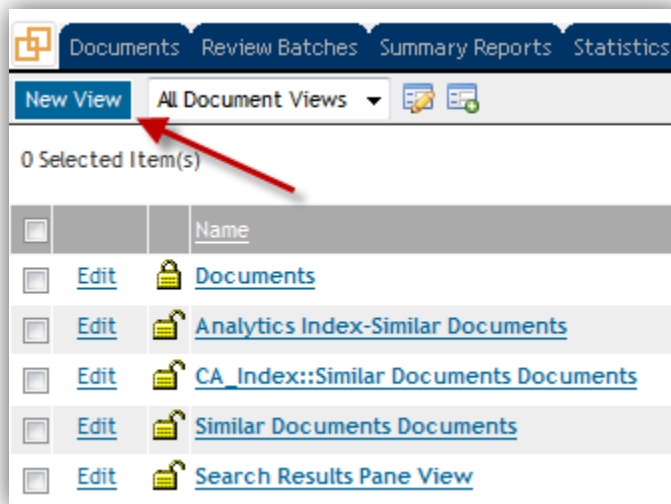 Documents Review Batches Summary Reports Statistics
New View All Document Views
0 Selected Item(s)
Name
Edit Documents
Edit Analytics Index-Similar Documents
Edit CA_Index::Similar Documents Documents
Edit Similar Documents Documents
Edit Search Results Pane View